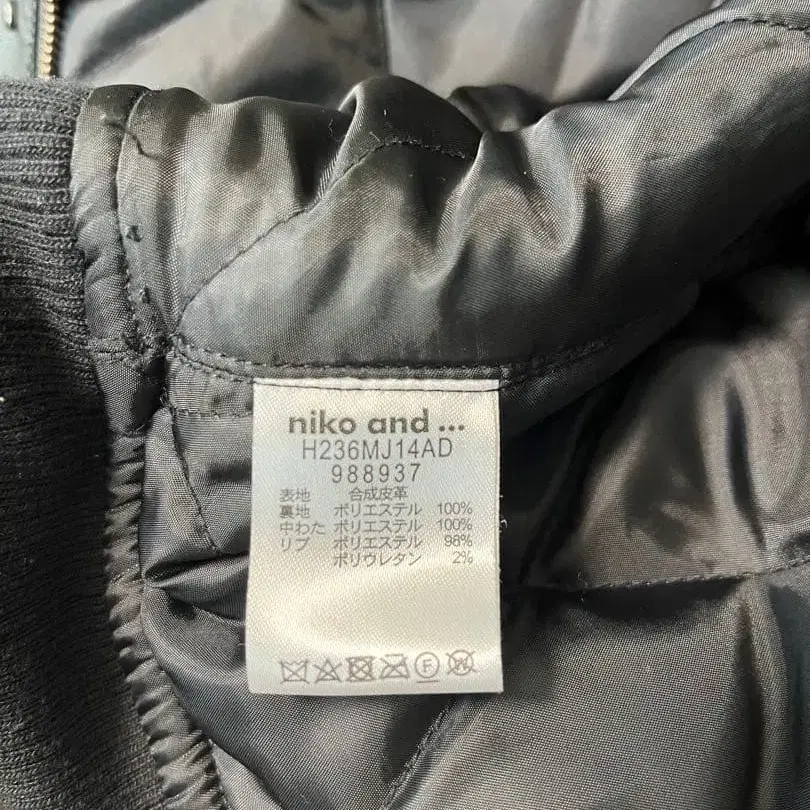 niko and ...
H236MJ14AD
988937
表地 合成皮革
裏地 ポリエステル 100%
中わた ポリエステル 100%
リブ ポリエステル 98%
ポリウレタン 2%
F
W